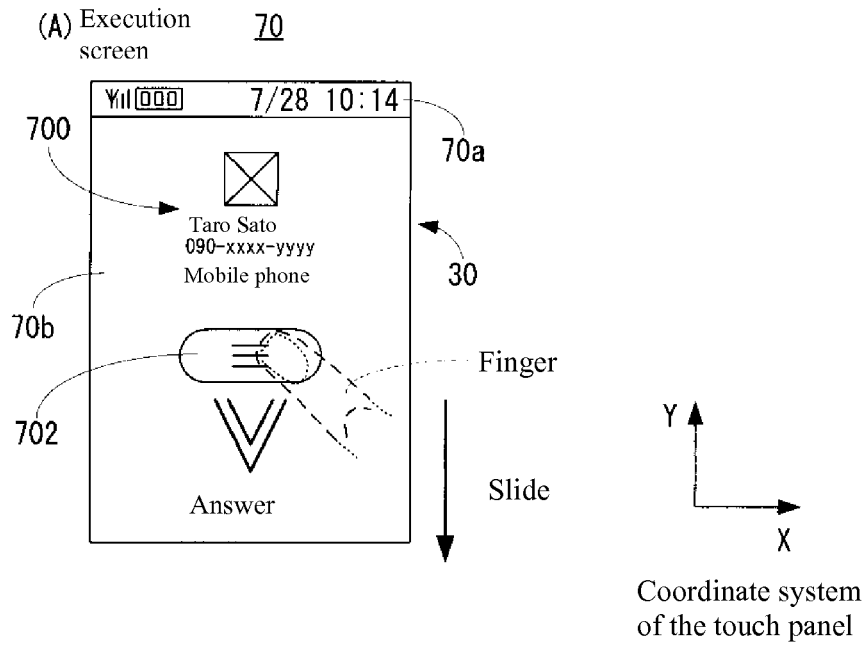 (A) Execution
screen
70
7/28 10:14
700
70a
Taro Sato
090-xxxx-yyyy
Mobile phone
30
70b
Finger
702
Answer
Slide
Y
X
Coordinate system
of the touch panel